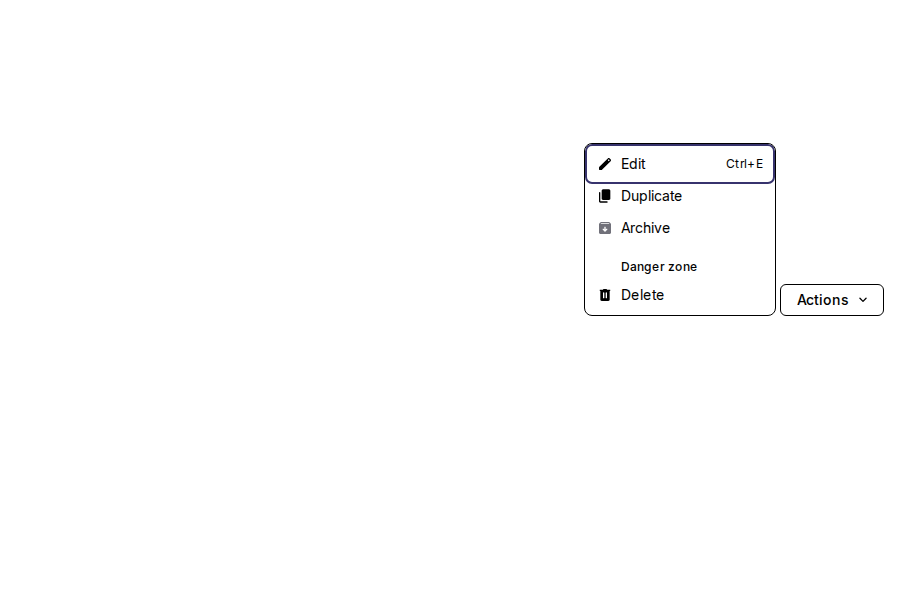 Edit Ctrl+E
Duplicate
Archive
Danger zone
Delete
Actions